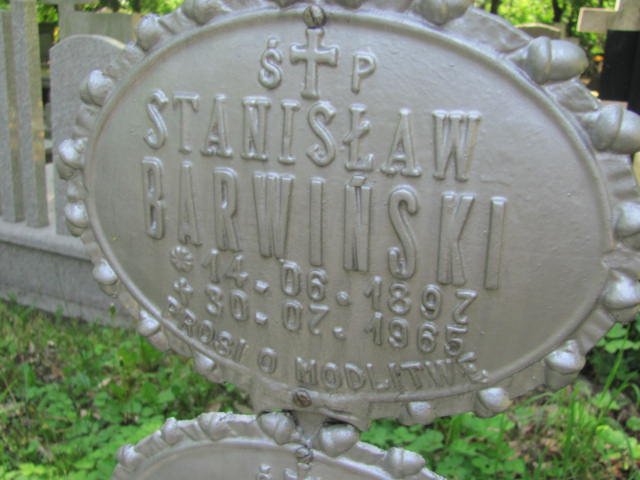 Ś † P
STANISŁAW
BARWIŃSKI
* 14.06.1897
† 30.07.1965
PROSI O MODLITWĘ